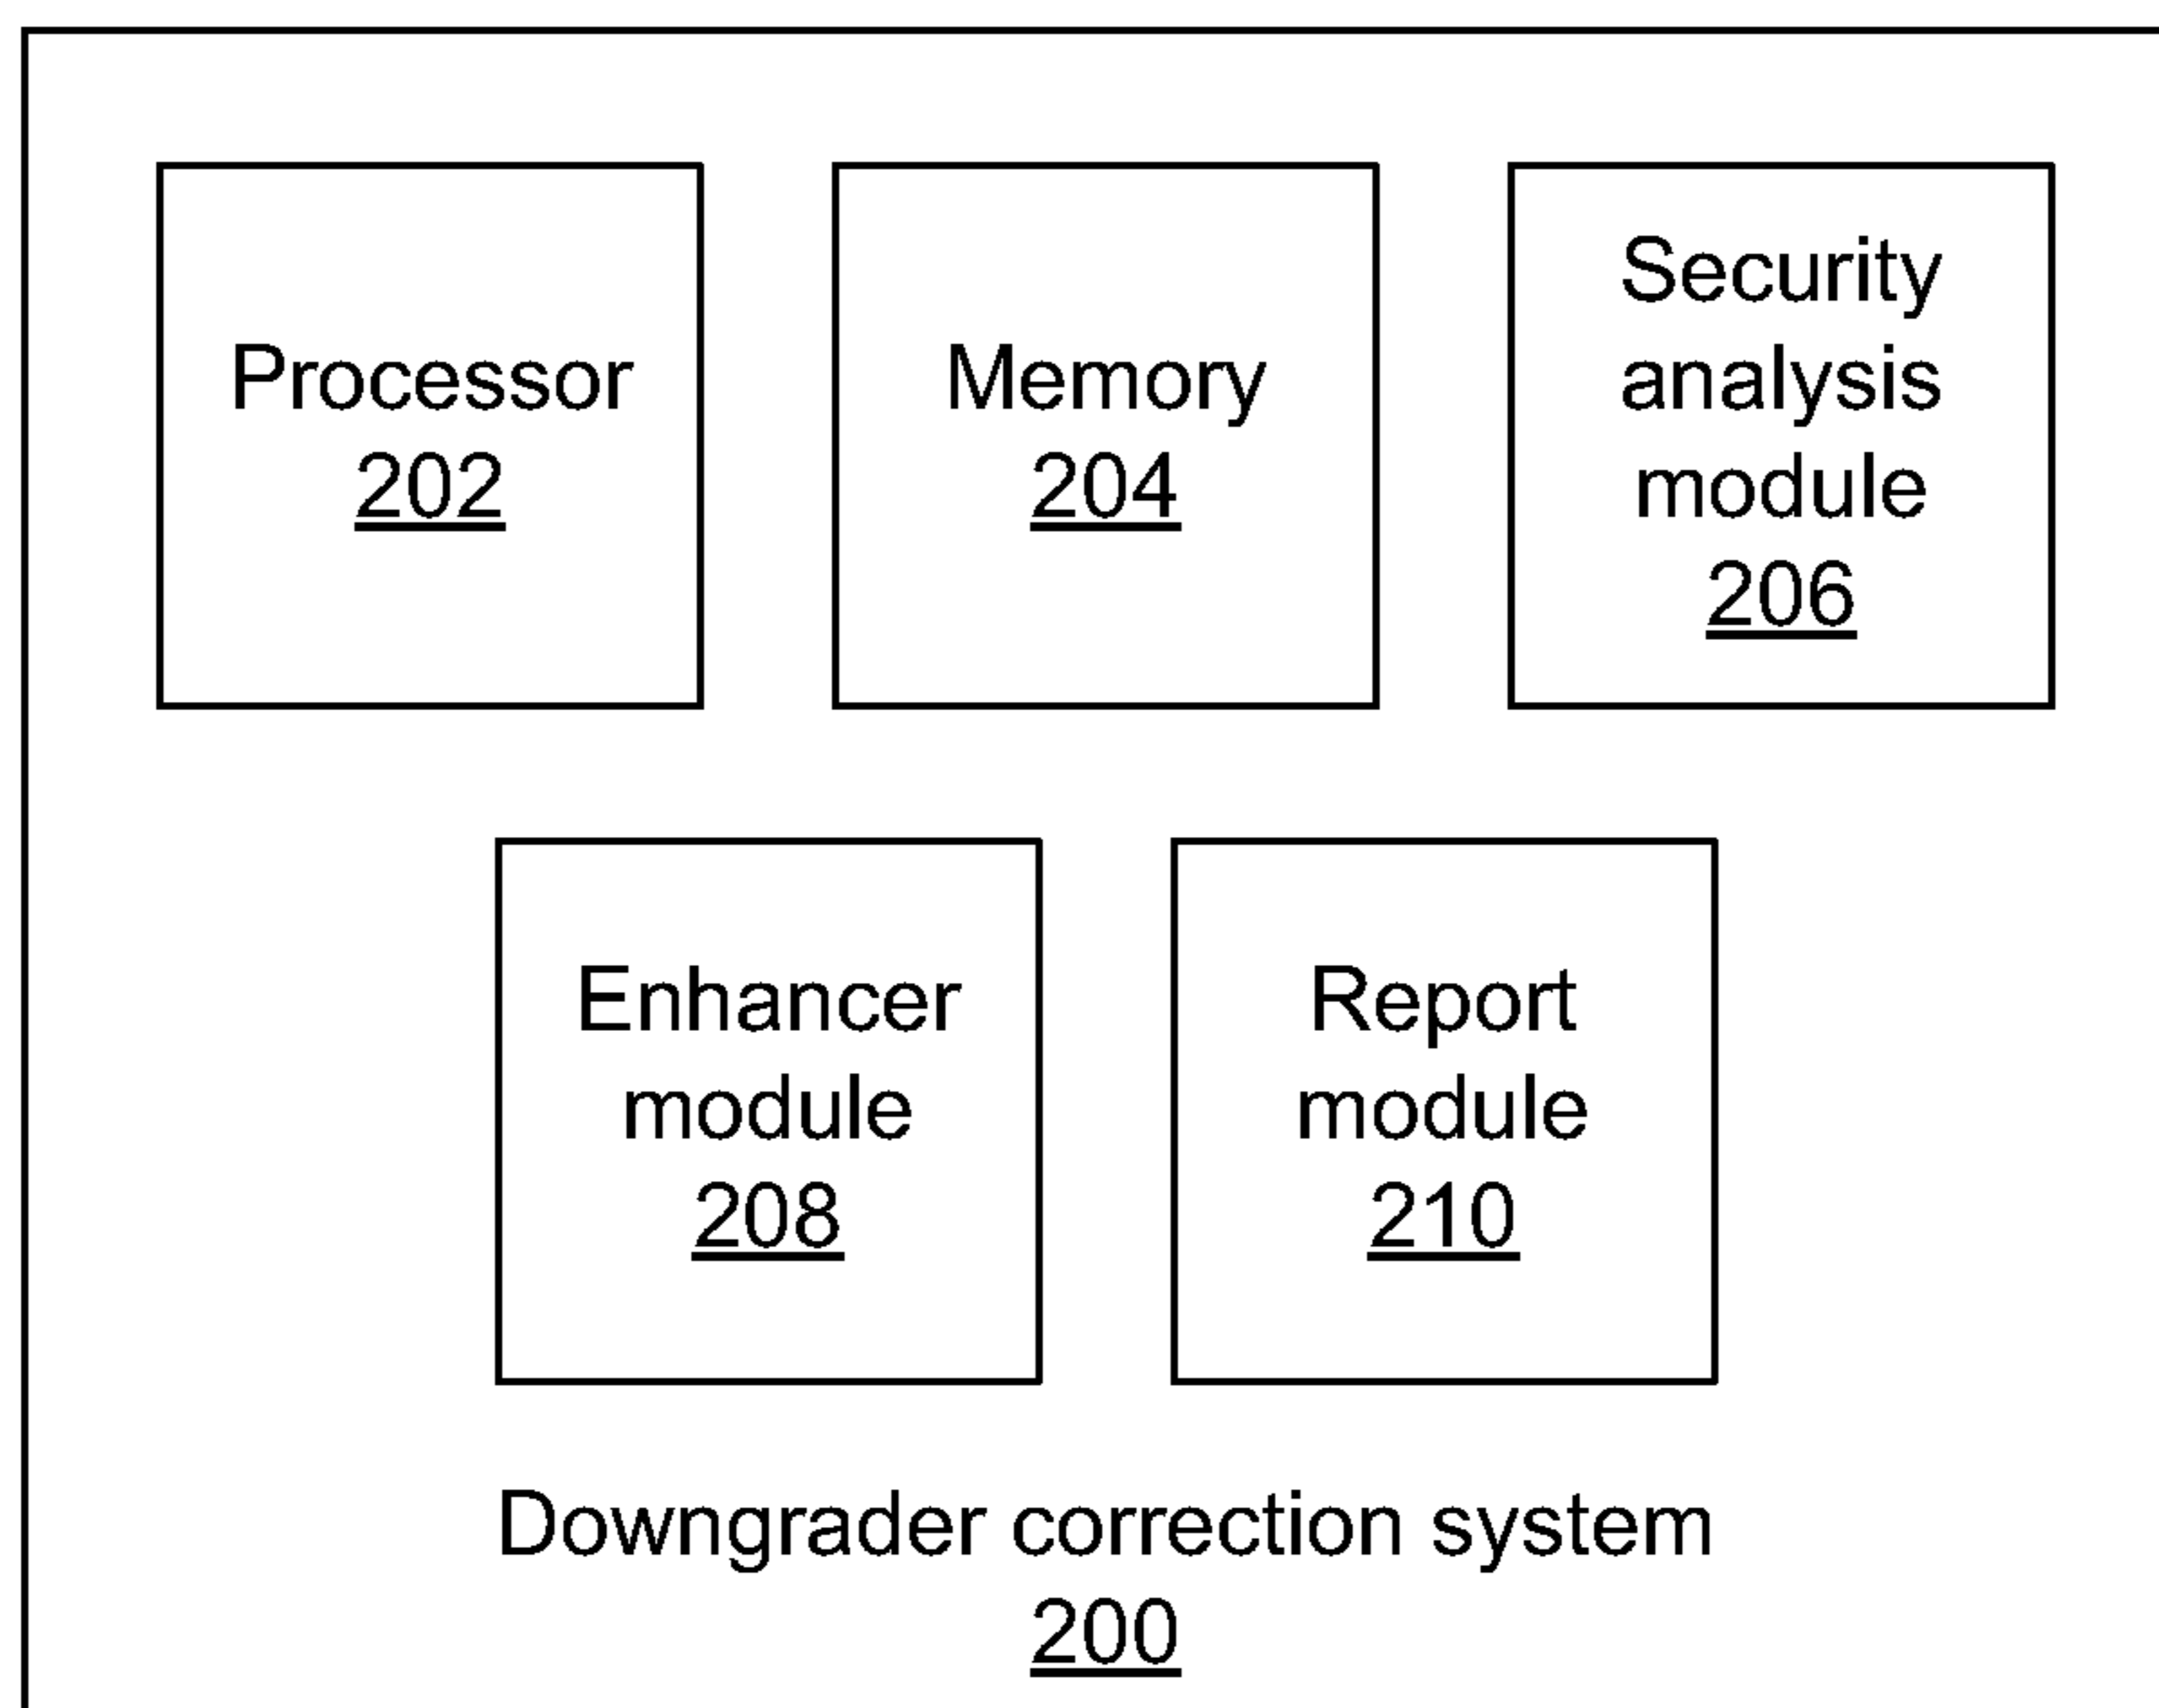 Processor
202
Memory
204
Security
analysis
module
206
Enhancer
module
208
Report
module
210
Downgrader correction system
200